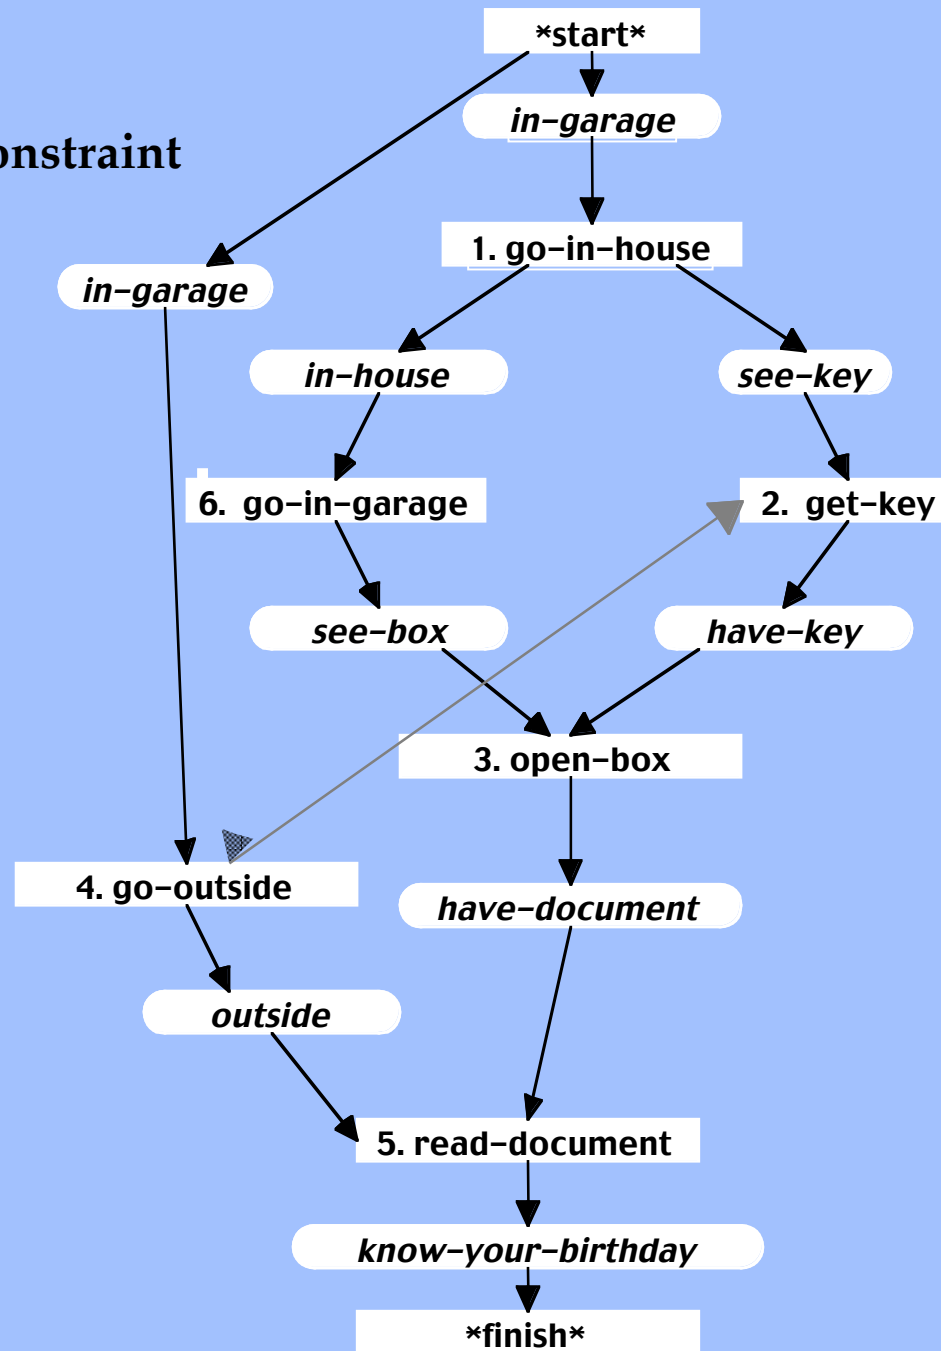 *start*
in-garage
onstraint
1. go-in-house
in-garage
in-house
see-key
6. go-in-garage
2. get-key
see-box
have-key
3. open-box
4. go-outside
have-document
outside
5. read-document
know-your-birthday
*finish*